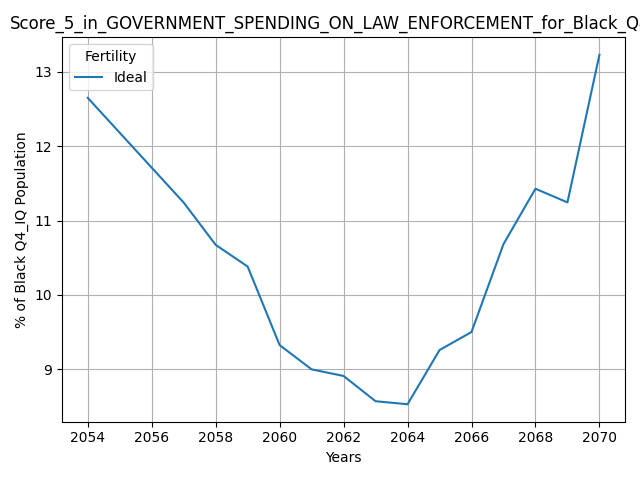 Score_5_in_GOVERNMENT_SPENDING_ON_LAW_ENFORCEMENT_for_Black_Q
Fertility
Ideal
13
12
11
10
9
% of Black Q4_IQ Population
2054 2056 2058 2060 2062 2064 2066 2068 2070
Years